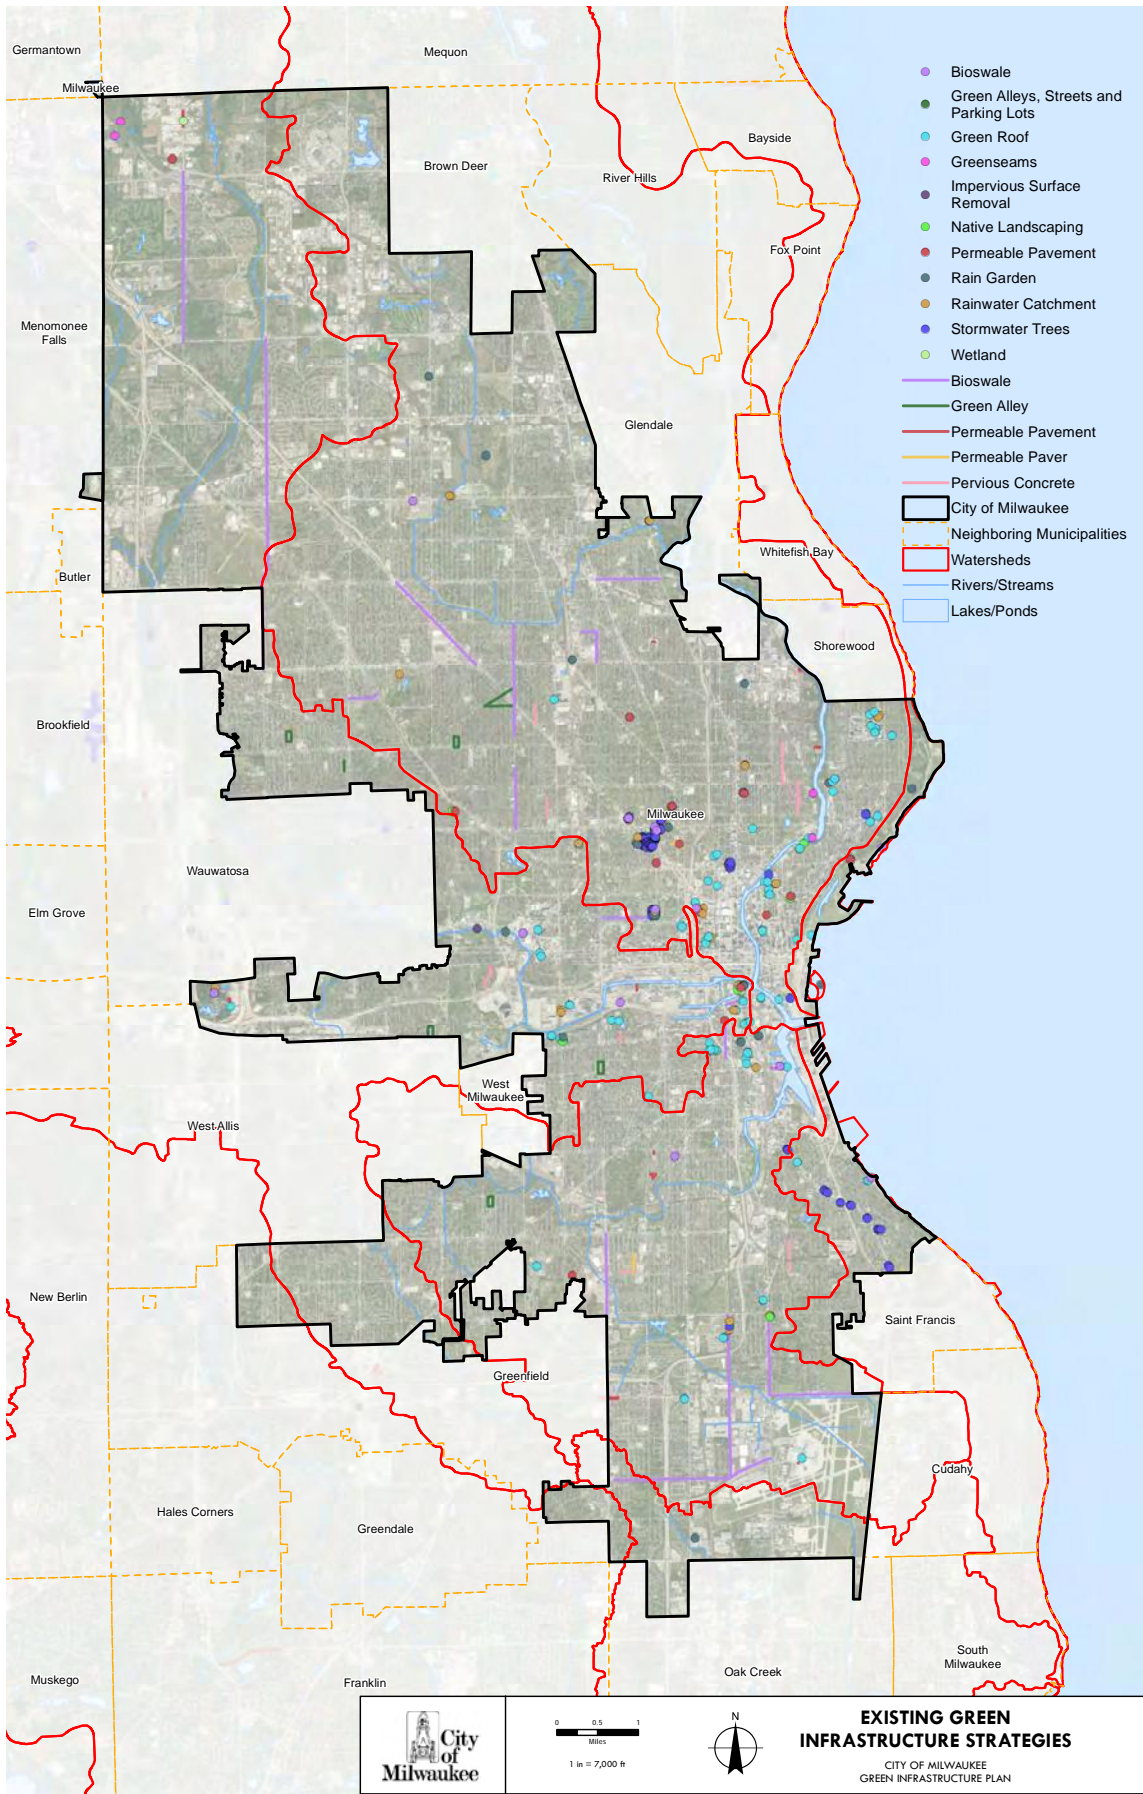 Germantown
Mequon
Milwaukee
Bayside
Brown Deer
River Hills
Fox Point
Menomonee
Falls
Glendale
Whitefish Bay
Butler
Shorewood
Brookfield
Milwaukee
Wauwatosa
Elm Grove
West
Milwaukee
West Allis
New Berlin
Saint Francis
Greenfield
Cudahy
Hales Corners
Greendale
South
Milwaukee
Muskego
Franklin
Oak Creek
Bioswale
Green Alleys, Streets and
Parking Lots
Green Roof
Greenseams
Impervious Surface
Removal
Native Landscaping
Permeable Pavement
Rain Garden
Rainwater Catchment
Stormwater Trees
Wetland
Bioswale
Green Alley
Permeable Pavement
Permeable Paver
Pervious Concrete
City of Milwaukee
Neighboring Municipalities
Watersheds
Rivers/Streams
Lakes/Ponds
City
of
Milwaukee
0 0.5 1
Miles
1 in = 7,000 ft
N
EXISTING GREEN
INFRASTRUCTURE STRATEGIES
CITY OF MILWAUKEE
GREEN INFRASTRUCTURE PLAN